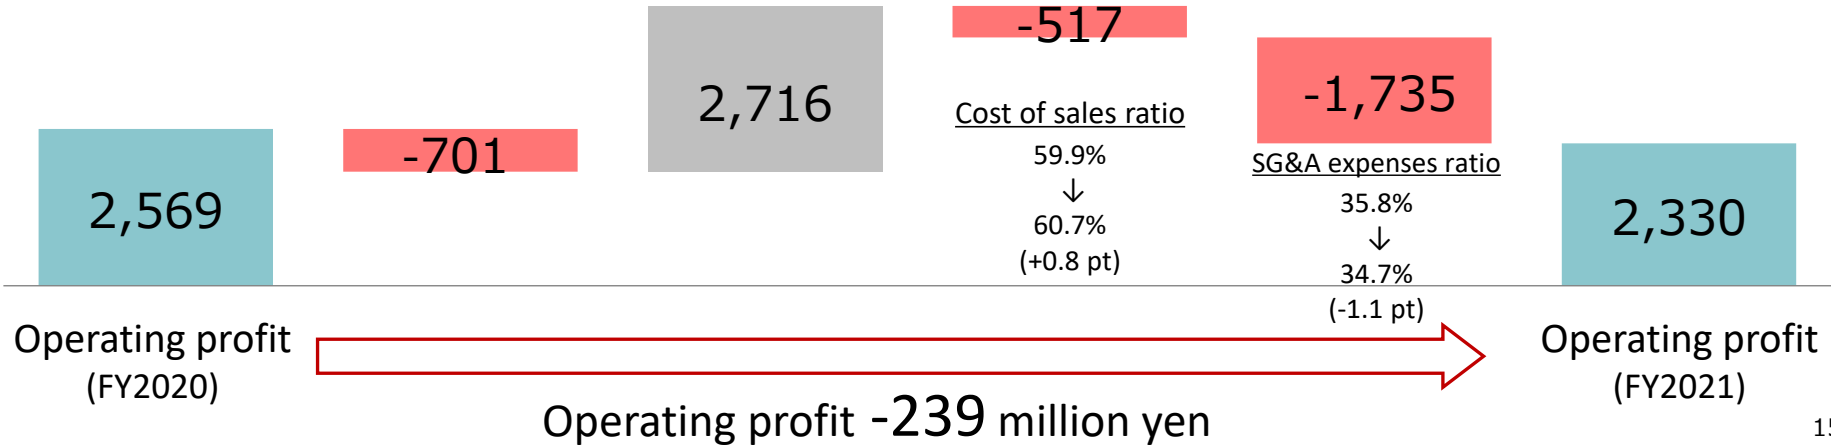 2,569
-701
2,716
-517
Cost of sales ratio
59.9%
↓
60.7%
(+0.8 pt)
-1,735
SG&A expenses ratio
35.8%
↓
34.7%
(-1.1 pt)
2,330
Operating profit
(FY2020)
Operating profit -239 million yen
Operating profit
(FY2021)